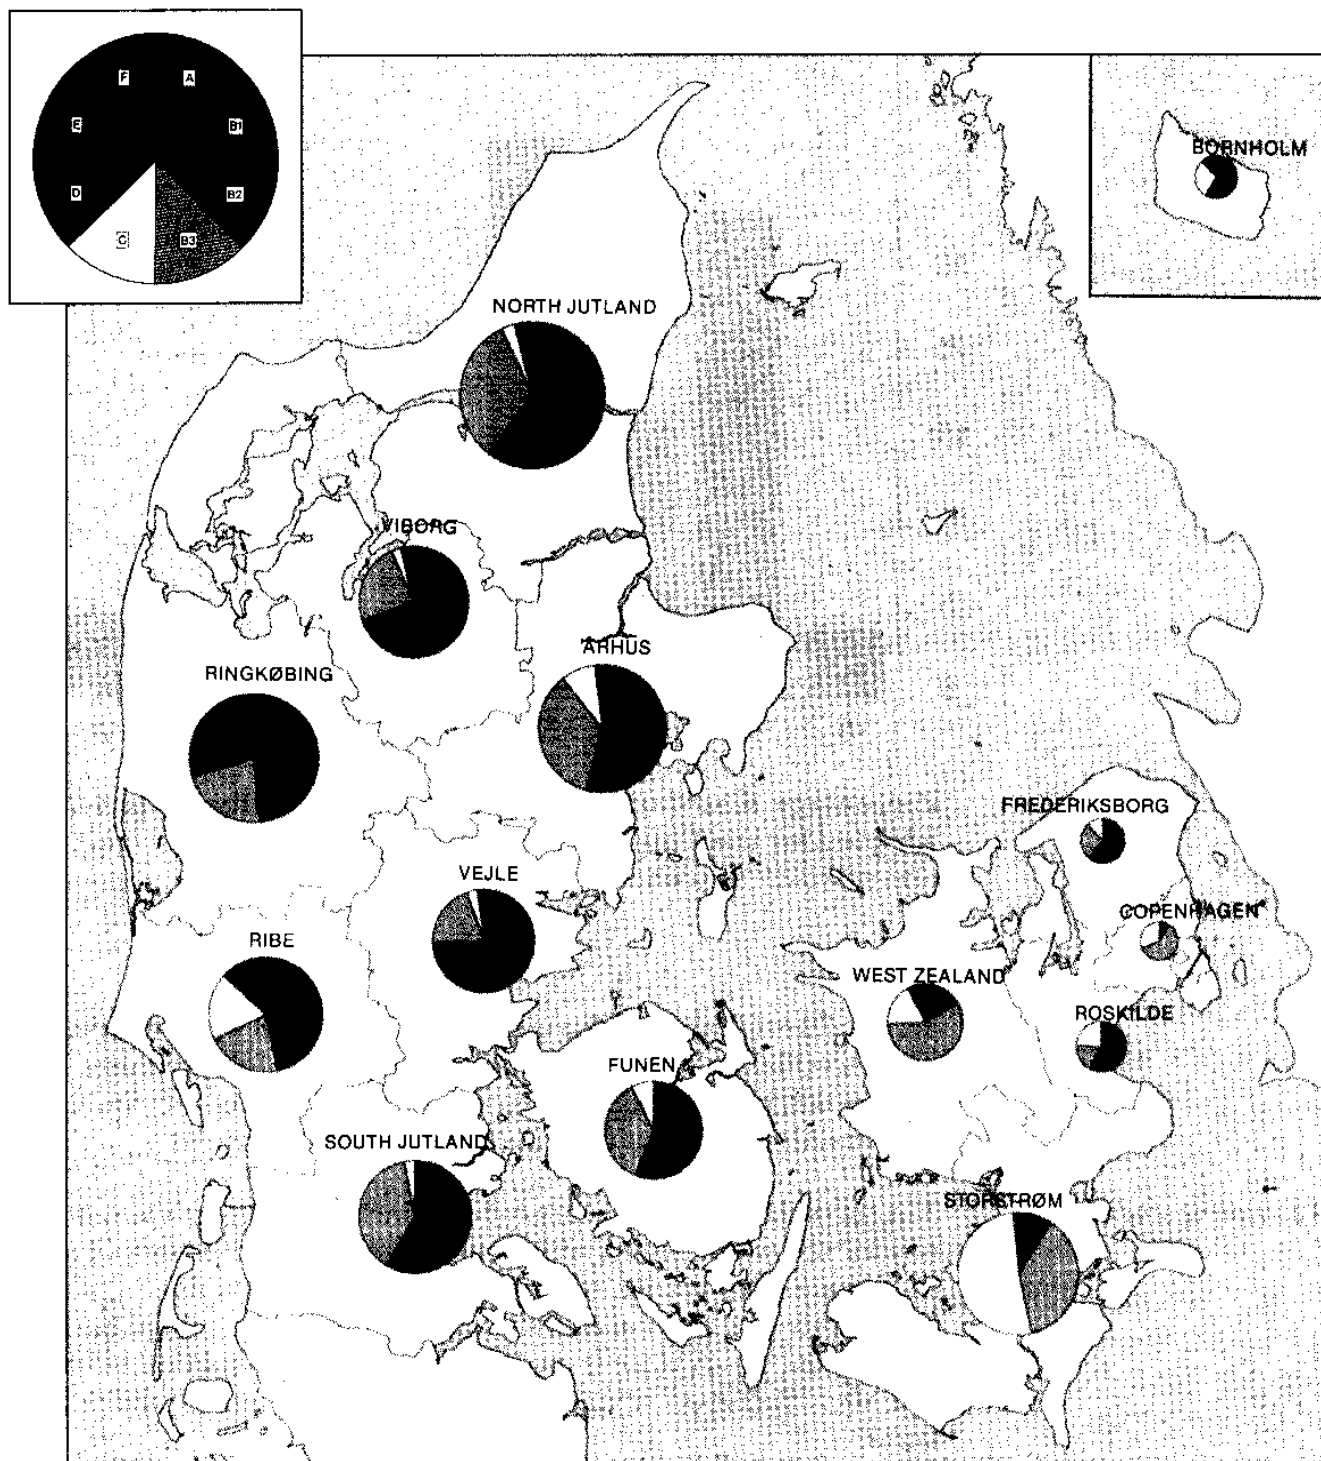 F A
E B1
D B2
C B3
BORNHOLM
NORTH JUTLAND
VIBORG
ÅRHUS
RINGKØBING
FREDERIKSBORG
VEJLE
COPENHAGEN
RIBE
WEST ZEALAND
ROSKILDE
FUNEN
SOUTH JUTLAND
STORSTRØM